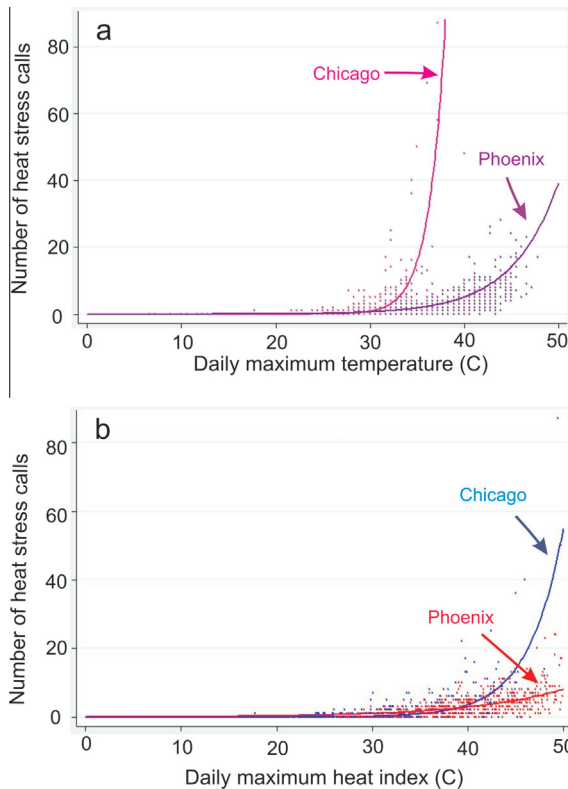 a
Number of heat stress calls
80
60
40
20
0
Chicago
Phoenix
0 10 20 30 40 50
Daily maximum temperature (C)
b
Number of heat stress calls
80
60
40
20
0
Chicago
Phoenix
0 10 20 30 40 50
Daily maximum heat index (C)